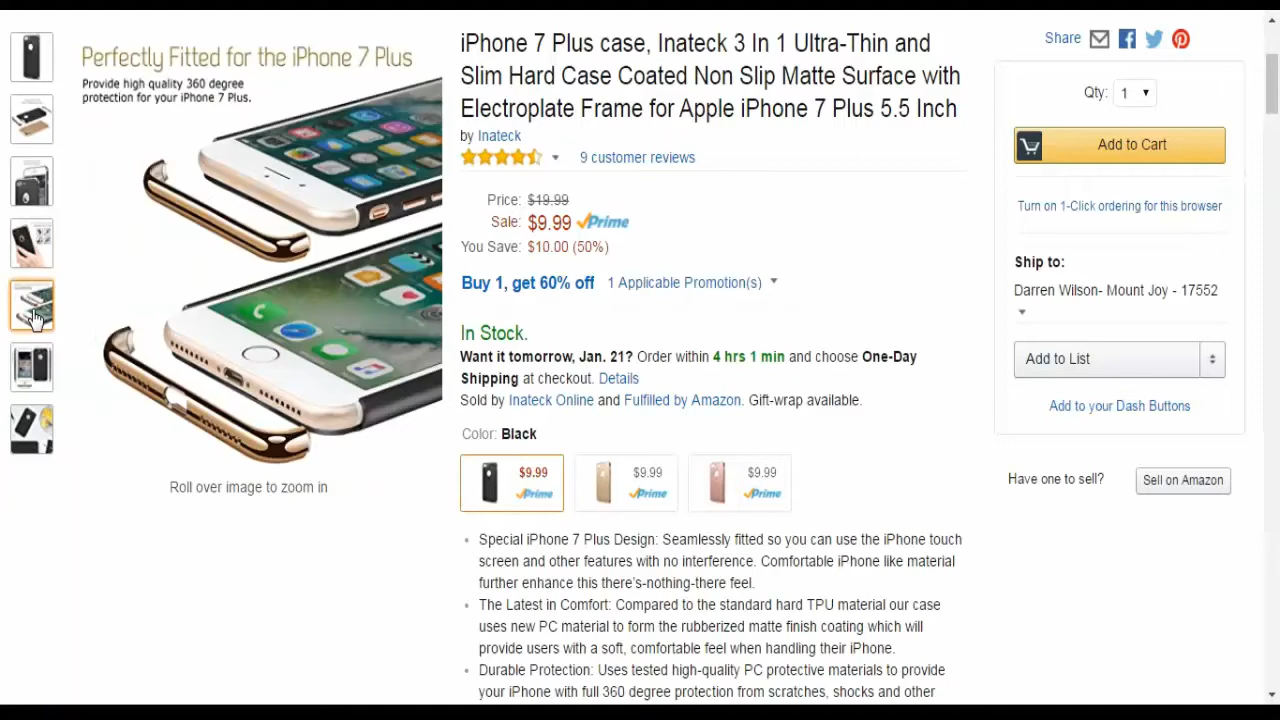 Perfectly Fitted for the iPhone 7 Plus
Provide high quality 360 degree
protection for your iPhone 7 Plus.
Roll over image to zoom in
iPhone 7 Plus case, Inateck 3 In 1 Ultra-Thin and
Slim Hard Case Coated Non Slip Matte Surface with
Electroplate Frame for Apple iPhone 7 Plus 5.5 Inch
by Inateck
9 customer reviews
Price: $19.99
Sale: $9.99 Prime
You Save: $10.00 (50%)
Buy 1, get 60% off 1 Applicable Promotion(s)
In Stock.
Want it tomorrow, Jan. 21? Order within 4 hrs 1 min and choose One-Day
Shipping at checkout. Details
Sold by Inateck Online and Fulfilled by Amazon. Gift-wrap available.
Color: Black
$9.99 Prime
$9.99 Prime
$9.99 Prime
• Special iPhone 7 Plus Design: Seamlessly fitted so you can use the iPhone touch
screen and other features with no interference. Comfortable iPhone like material
further enhance this there's-nothing-there feel.
• The Latest in Comfort: Compared to the standard hard TPU material our case
uses new PC material to form the rubberized matte finish coating which will
provide users with a soft, comfortable feel when handling their iPhone.
• Durable Protection: Uses tested high-quality PC protective materials to provide
your iPhone with full 360 degree protection from scratches, shocks and other
Share
Qty: 1
Add to Cart
Turn on 1-Click ordering for this browser
Ship to:
Darren Wilson- Mount Joy - 17552
Add to List
Add to your Dash Buttons
Have one to sell? Sell on Amazon